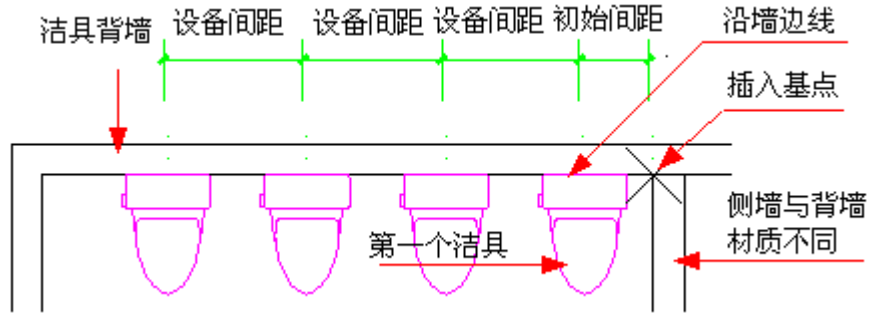 洁具背墙
设备间距
设备间距
设备间距
初始间距
沿墙边线
插入基点
侧墙与背墙
材质不同
第一个洁具